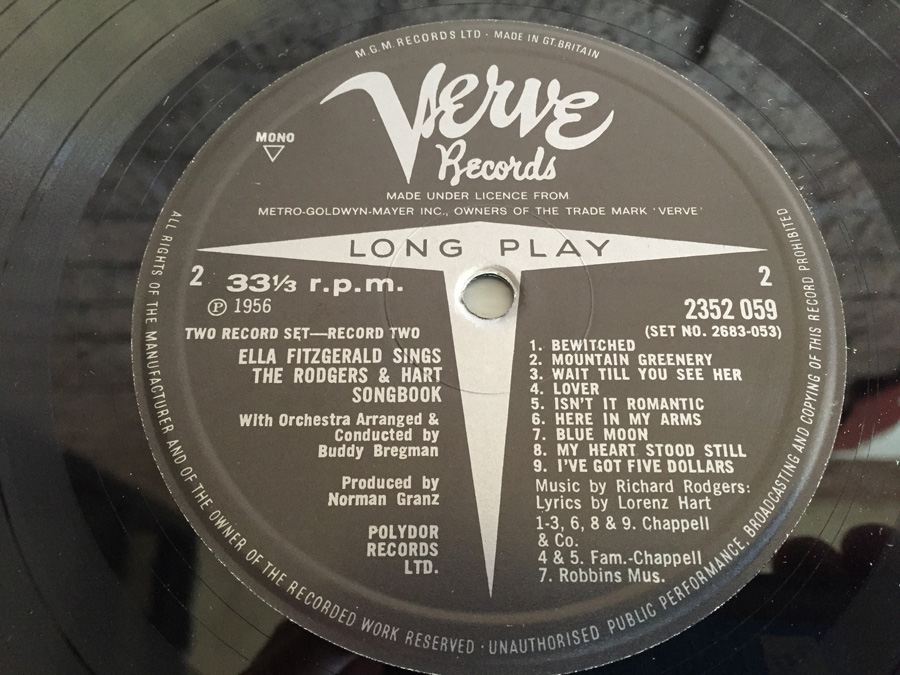 M.G.M. RECORDS LTD · MADE IN GT. BRITAIN
Verve
Records
MONO
MADE UNDER LICENCE FROM
METRO-GOLDWYN-MAYER INC., OWNERS OF THE TRADE MARK 'VERVE'
LONG PLAY
2
33⅓ r.p.m.
Ⓟ 1956
TWO RECORD SET—RECORD TWO
ELLA FITZGERALD SINGS
THE RODGERS & HART
SONGBOOK
With Orchestra Arranged &
Conducted by
Buddy Bregman
Produced by
Norman Granz
POLYDOR
RECORDS
LTD.
2
2352 059
(SET NO. 2683-053)
1. BEWITCHED
2. MOUNTAIN GREENERY
3. WAIT TILL YOU SEE HER
4. LOVER
5. ISN'T IT ROMANTIC
6. HERE IN MY ARMS
7. BLUE MOON
8. MY HEART STOOD STILL
9. I'VE GOT FIVE DOLLARS
Music by Richard Rodgers:
Lyrics by Lorenz Hart
1-3, 6, 8 & 9. Chappell
& Co.
4 & 5. Fam.-Chappell
7. Robbins Mus.
ALL RIGHTS OF THE MANUFACTURER AND OF THE OWNER OF THE RECORDED WORK RESERVED · UNAUTHORISED PUBLIC PERFORMANCE, BROADCASTING AND COPYING OF THIS RECORD PROHIBITED